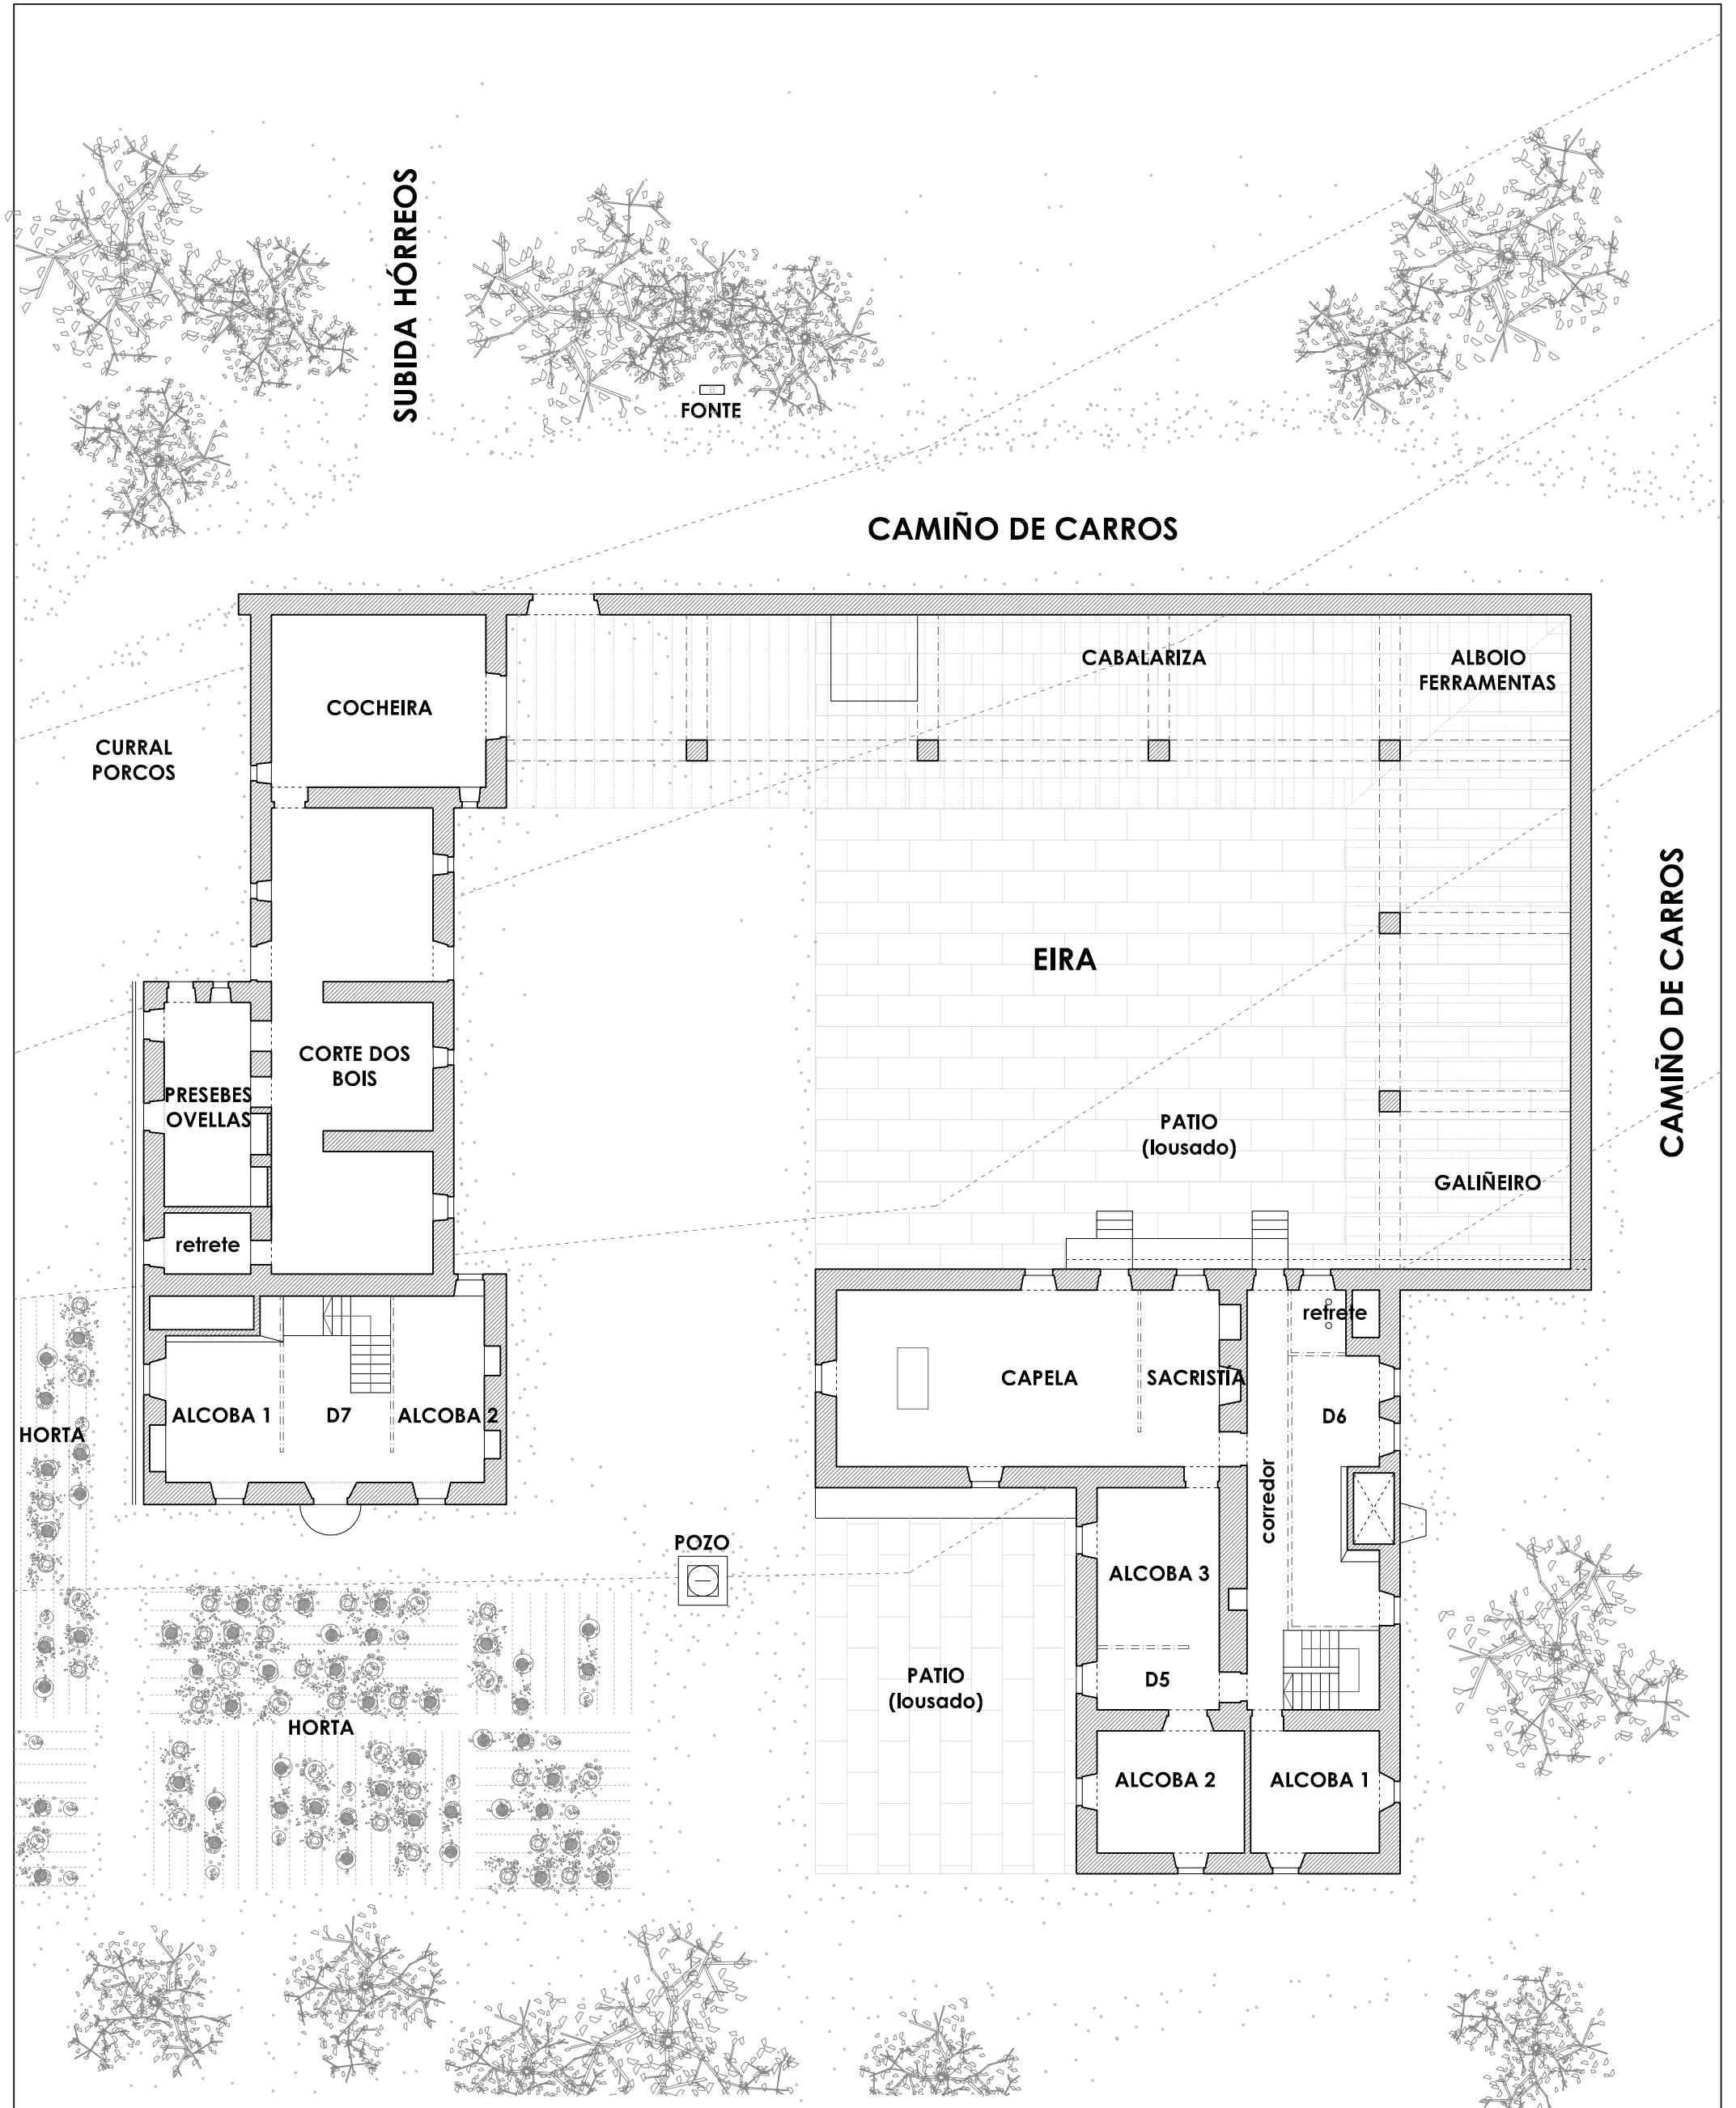 SUBIDA HÓRREOS
FONTE
CAMIÑO DE CARROS
COCHEIRA
CABALARIZA
ALBOIO
FERRAMENTAS
CURRAL
PORCOS
EIRA
CAMIÑO DE CARROS
CORTE DOS
BOIS
PRESEBES
OVELLAS
PATIO
(lousado)
GALIÑEIRO
retrete
retrete
CAPELA
SACRISTÍA
ALCOBA 1
D7
ALCOBA 2
D6
HORTA
corredor
POZO
ALCOBA 3
PATIO
(lousado)
D5
HORTA
ALCOBA 2
ALCOBA 1